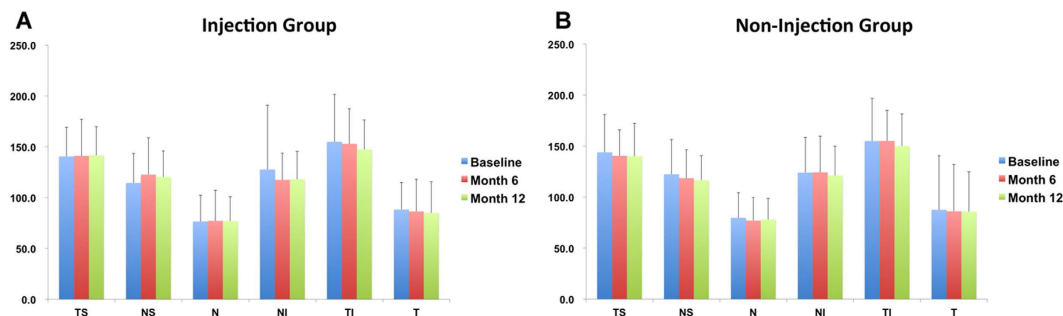 A
Injection Group
250.0
200.0
150.0
100.0
50.0
0.0
TS NS N NI TI T
Baseline
Month 6
Month 12
B
Non-Injection Group
250.0
200.0
150.0
100.0
50.0
0.0
TS NS N NI TI T
Baseline
Month 6
Month 12